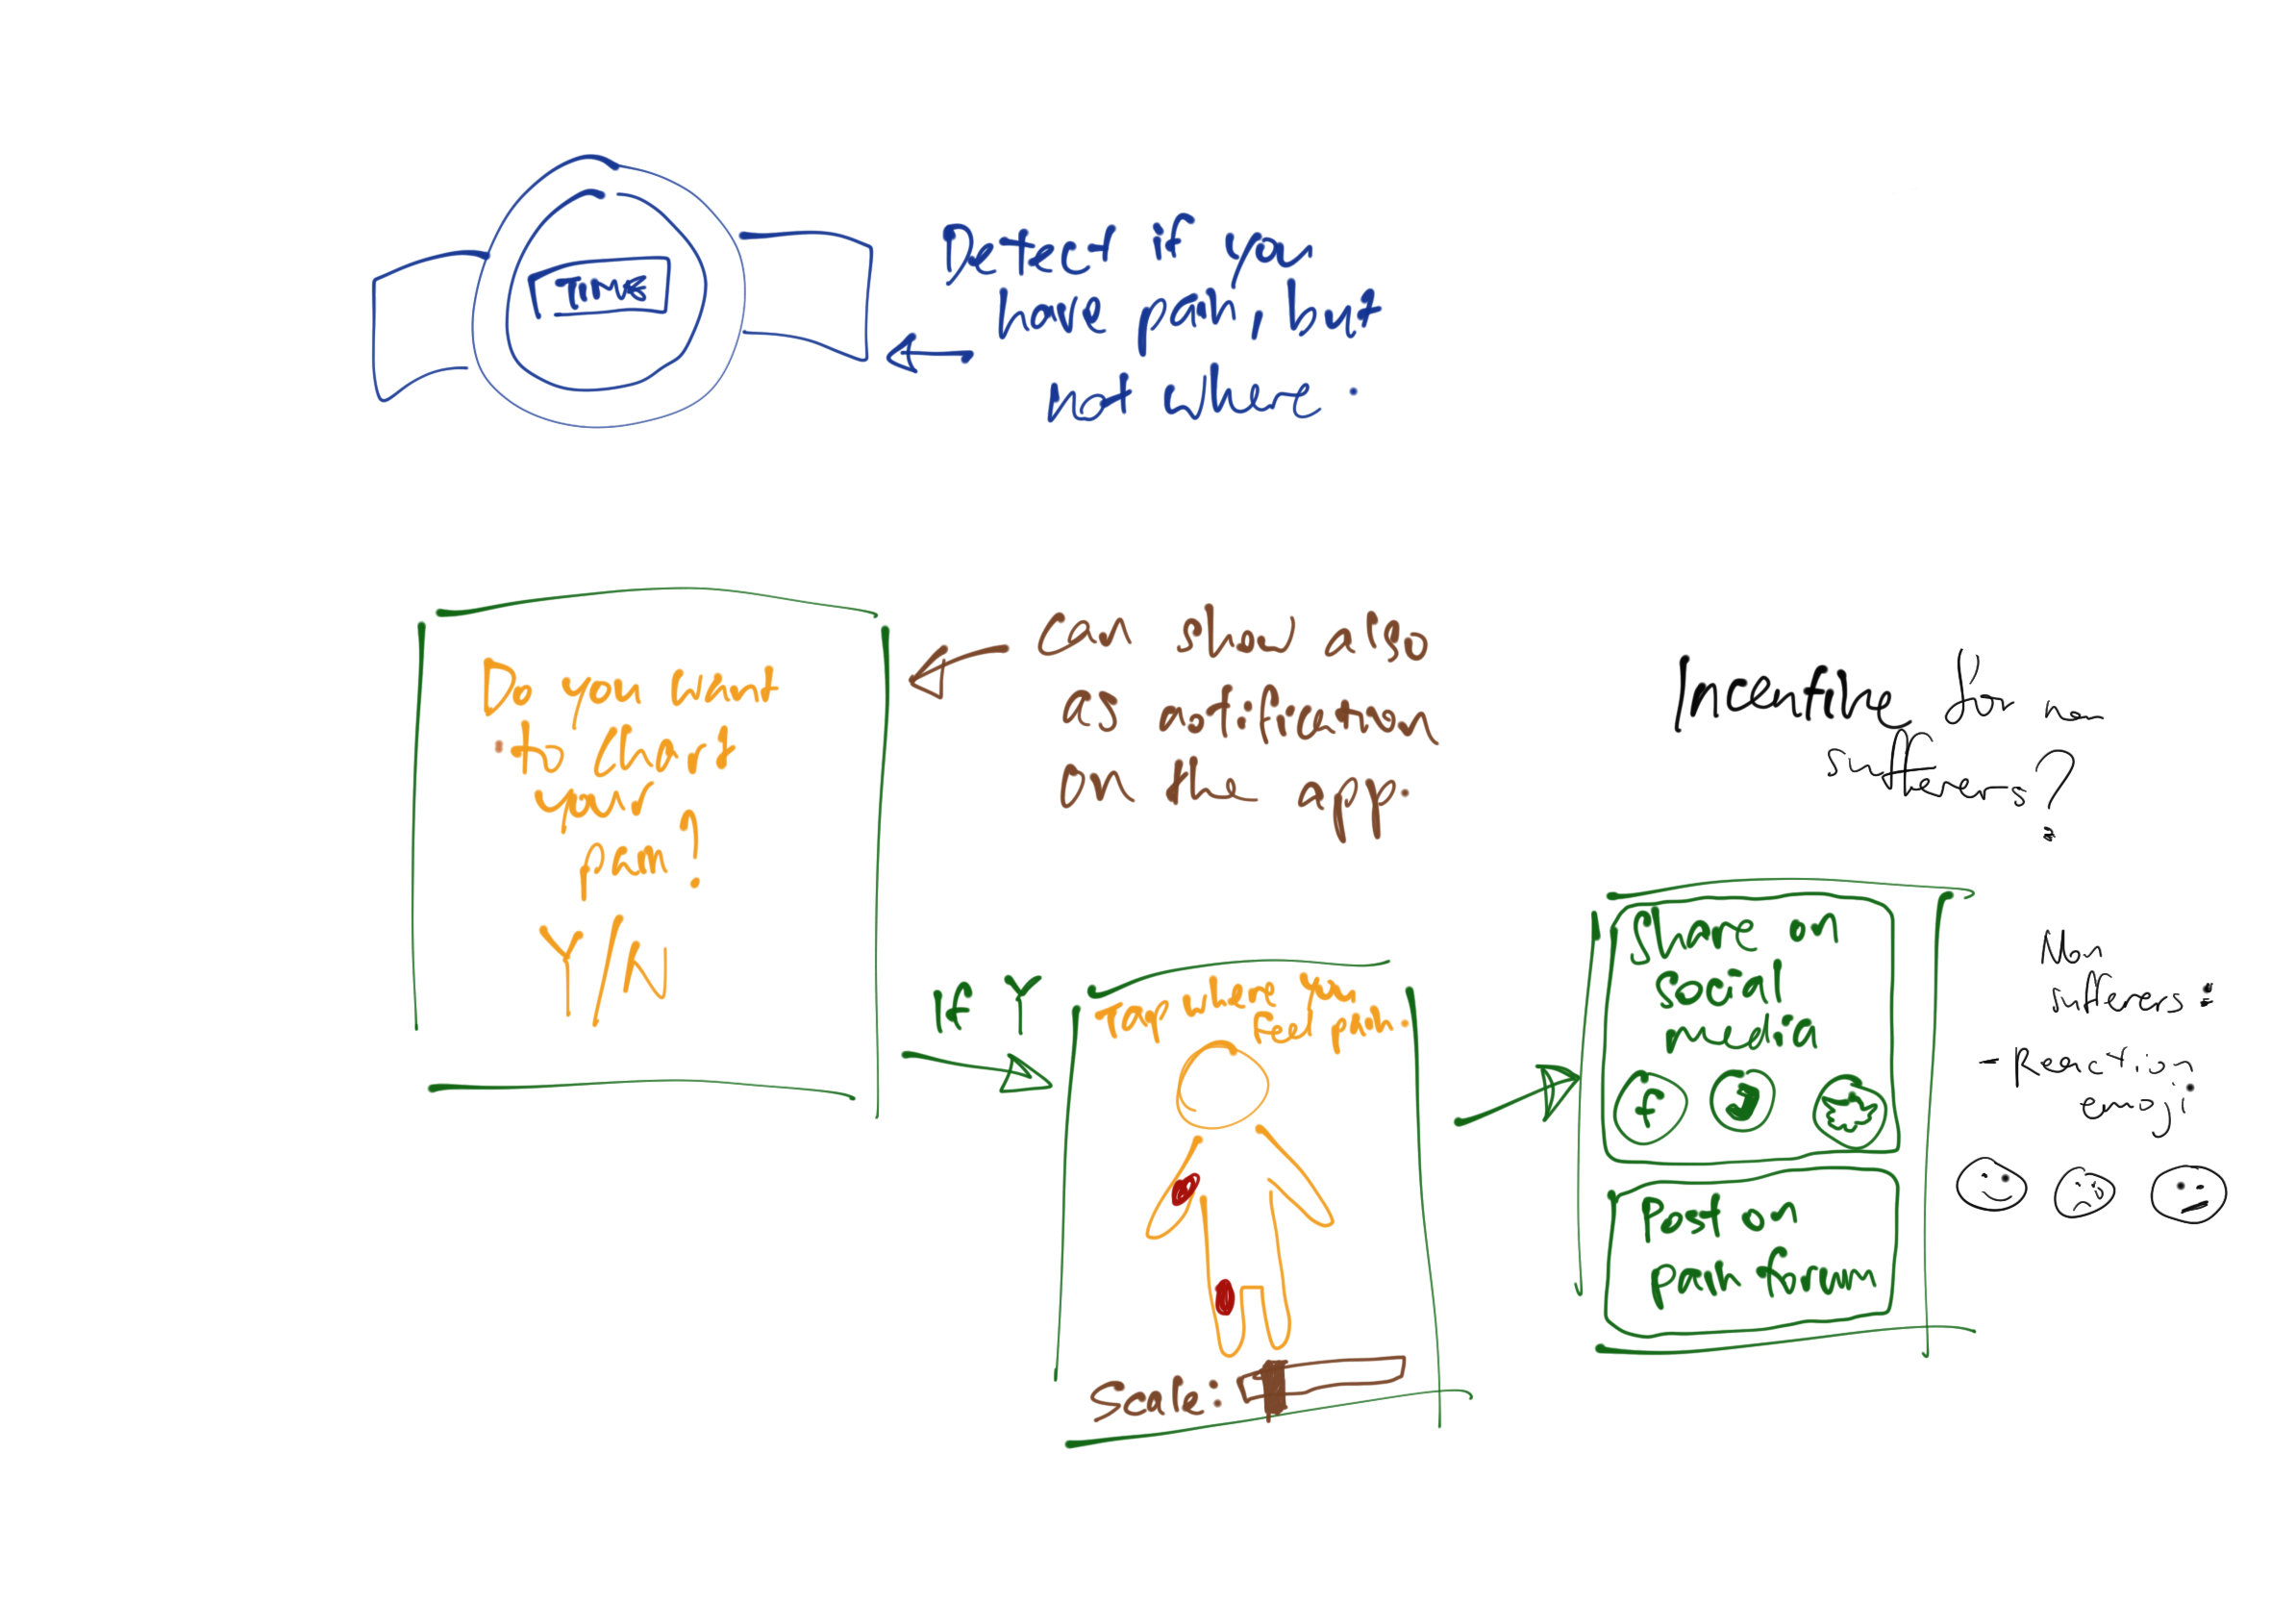 TIME
Detect if you
have pain, but
not where.
Do you want
to chart
your
pain?
Y/N
can show also
as notification
on the app.
Incentive for non
sufferers?
If Y
Tap where you
feel pain.
Scale:
Share on
social
media
f
Post on
pain forum
Non
sufferers:
- Reaction
emoji